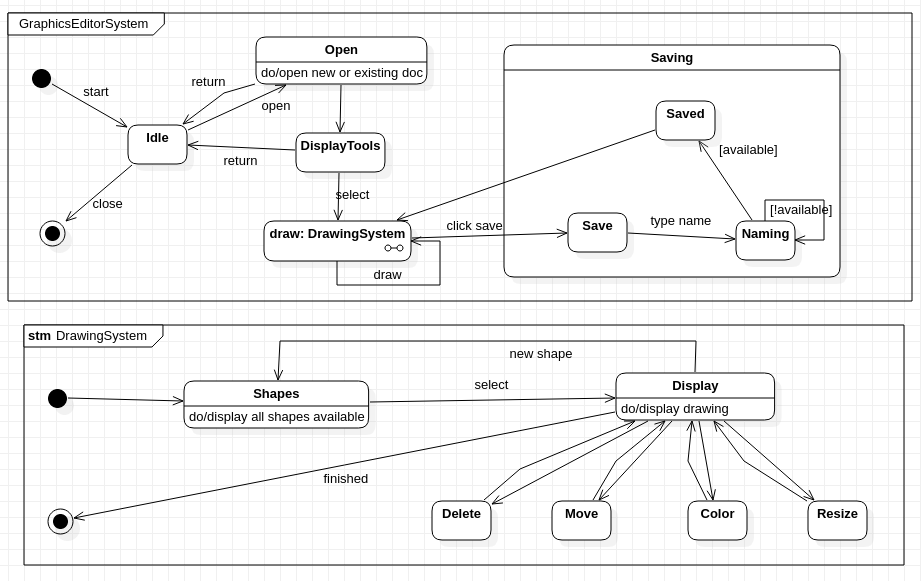 GraphicsEditorSystem
Open
do/open new or existing doc
Saving
return
start
open
Saved
Idle
DisplayTools
[available]
return
select
close
[!available]
draw: DrawingSystem
click save
Save
type name
Naming
draw
stm DrawingSystem
new shape
Shapes
do/display all shapes available
select
Display
do/display drawing
finished
Delete
Move
Color
Resize